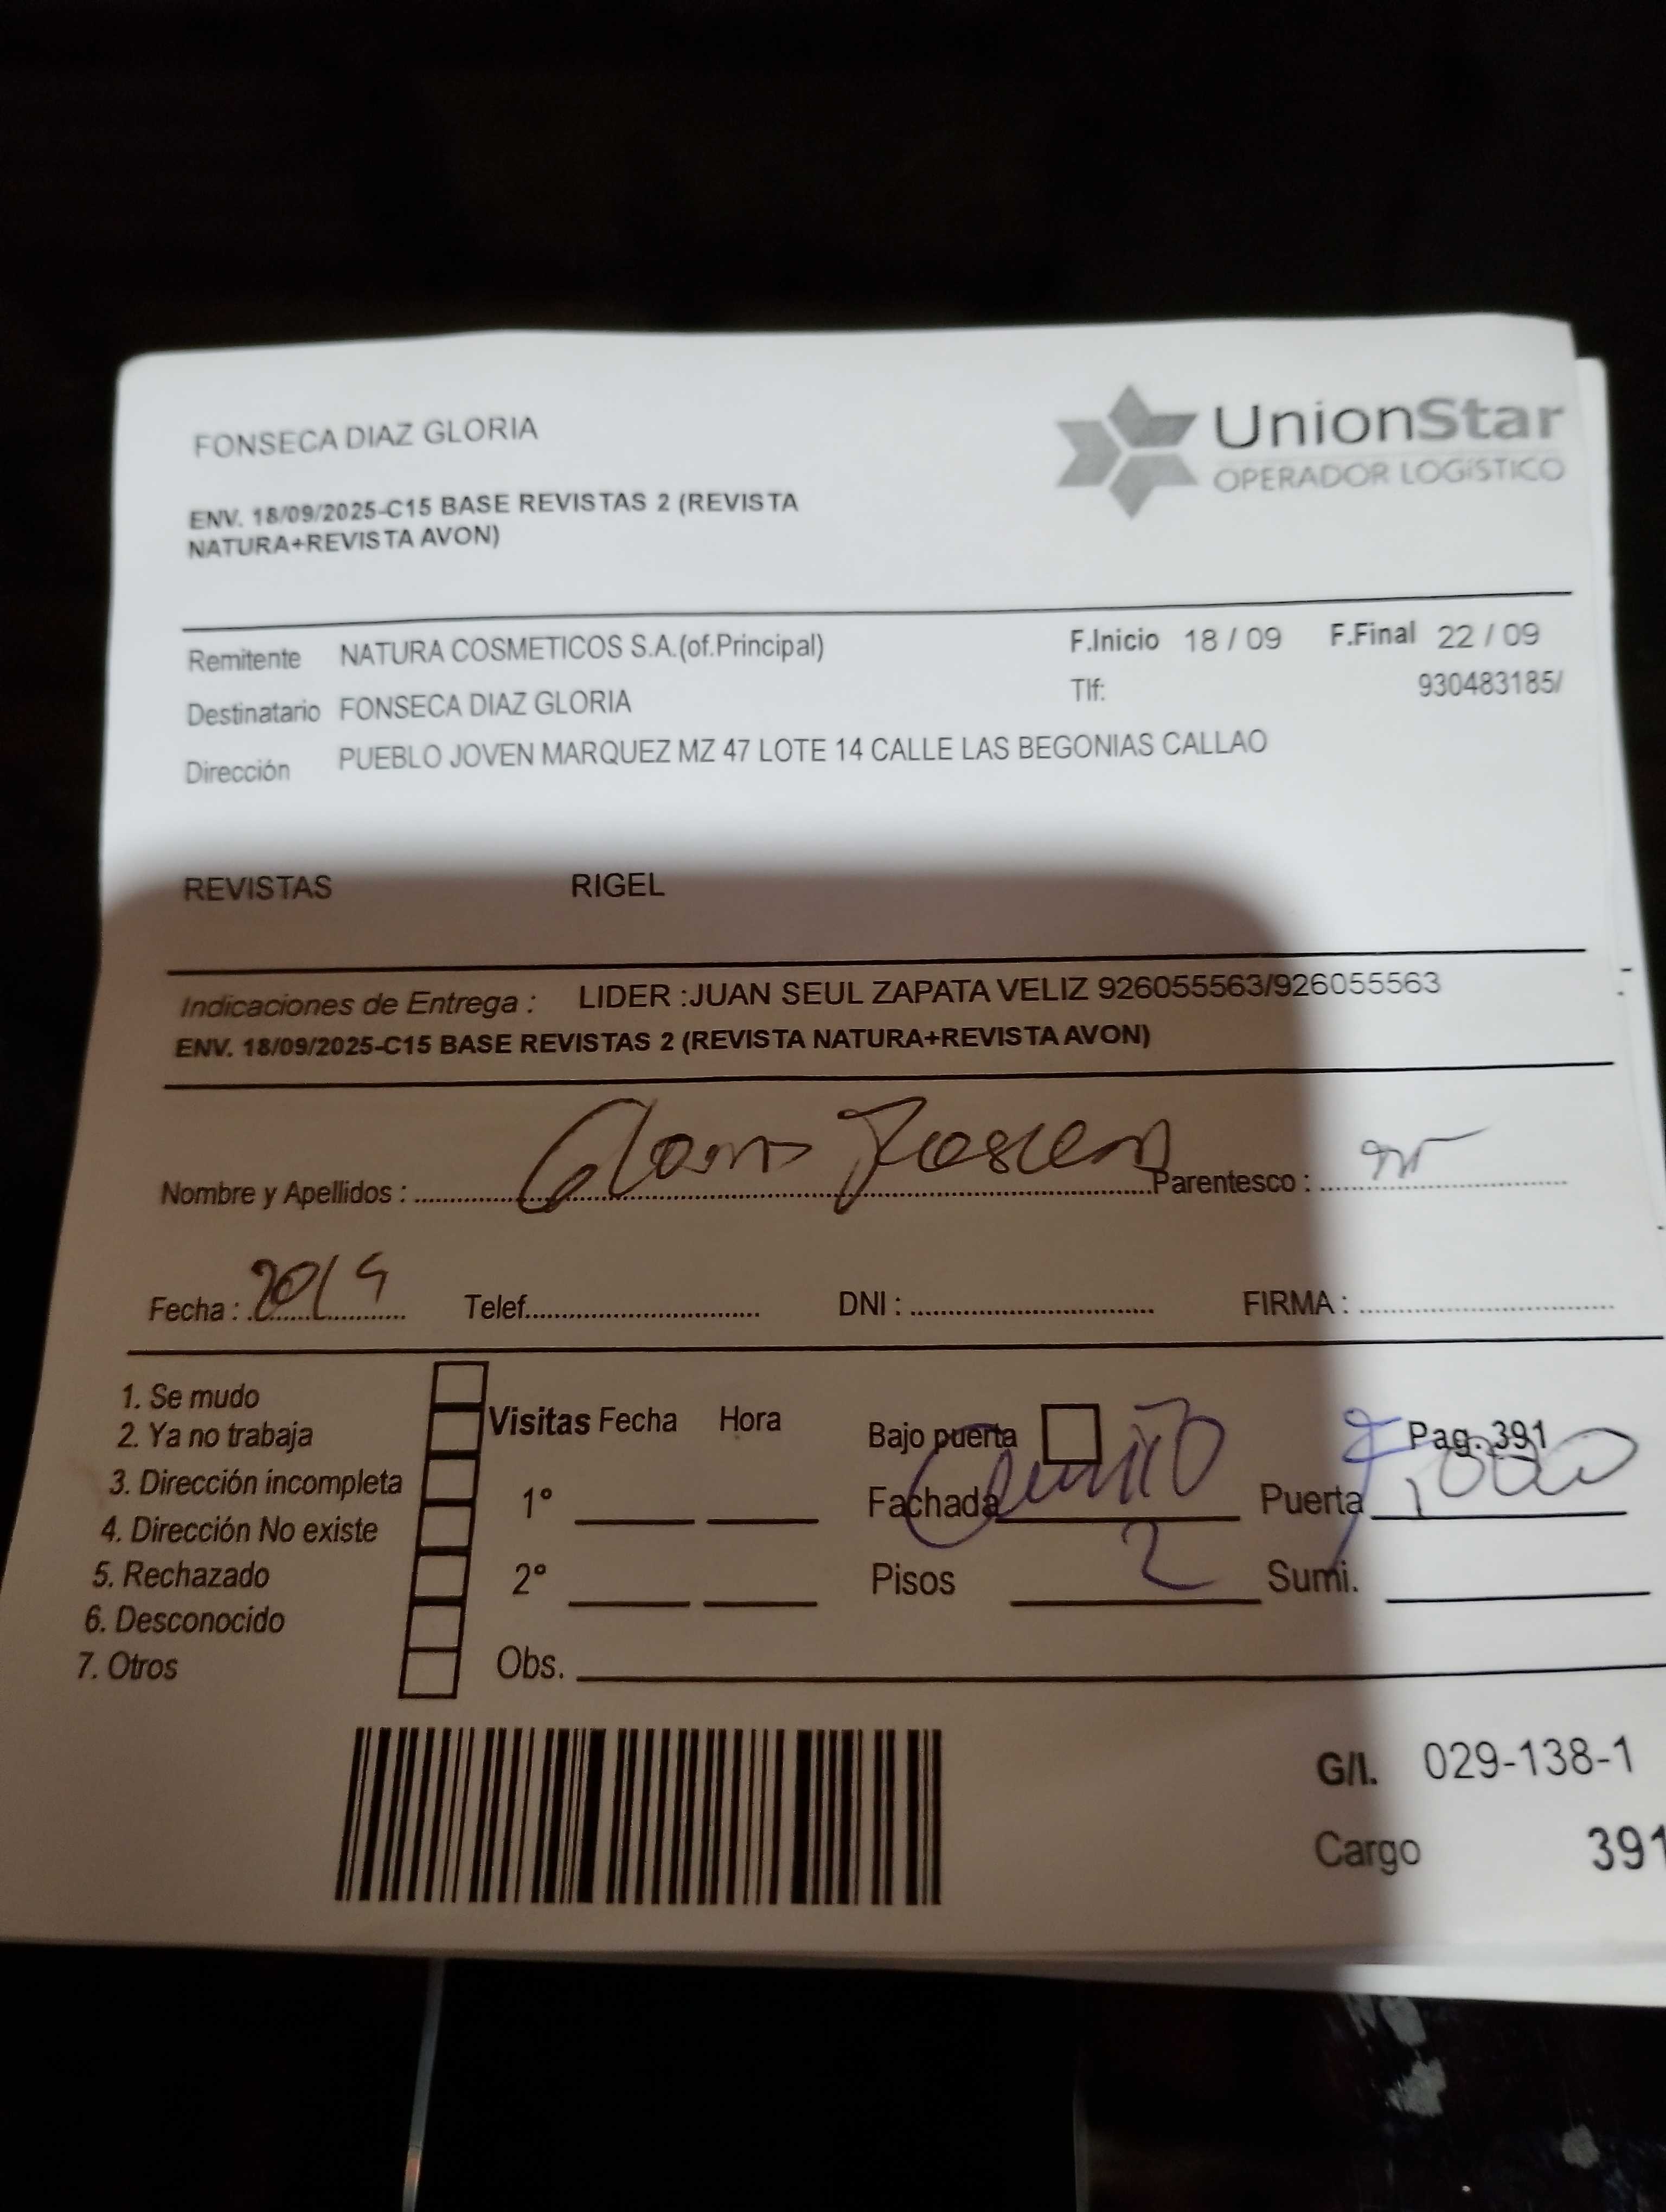 FONSECA DIAZ GLORIA
UnionStar
OPERADOR LOGÍSTICO
ENV. 18/09/2025-C15 BASE REVISTAS 2 (REVISTA
NATURA+REVISTA AVON)
Remitente NATURA COSMETICOS S.A.(of.Principal) F.Inicio 18 / 09 F.Final 22 / 09
Destinatario FONSECA DIAZ GLORIA Tlf: 930483185/
Dirección PUEBLO JOVEN MARQUEZ MZ 47 LOTE 14 CALLE LAS BEGONIAS CALLAO
REVISTAS RIGEL
Indicaciones de Entrega : LIDER :JUAN SEUL ZAPATA VELIZ 926055563/926055563
ENV. 18/09/2025-C15 BASE REVISTAS 2 (REVISTA NATURA+REVISTA AVON)
Nombre y Apellidos : Parentesco :
Fecha : 20/9 Telef. DNI : FIRMA :
1. Se mudo
2. Ya no trabaja
3. Dirección incompleta
4. Dirección No existe
5. Rechazado
6. Desconocido
7. Otros
Visitas Fecha Hora
1°
2°
Obs.
Bajo puerta Pag. 391
Fachada Puerta
Pisos 2 Sumi.
G/I. 029-138-1
Cargo 391